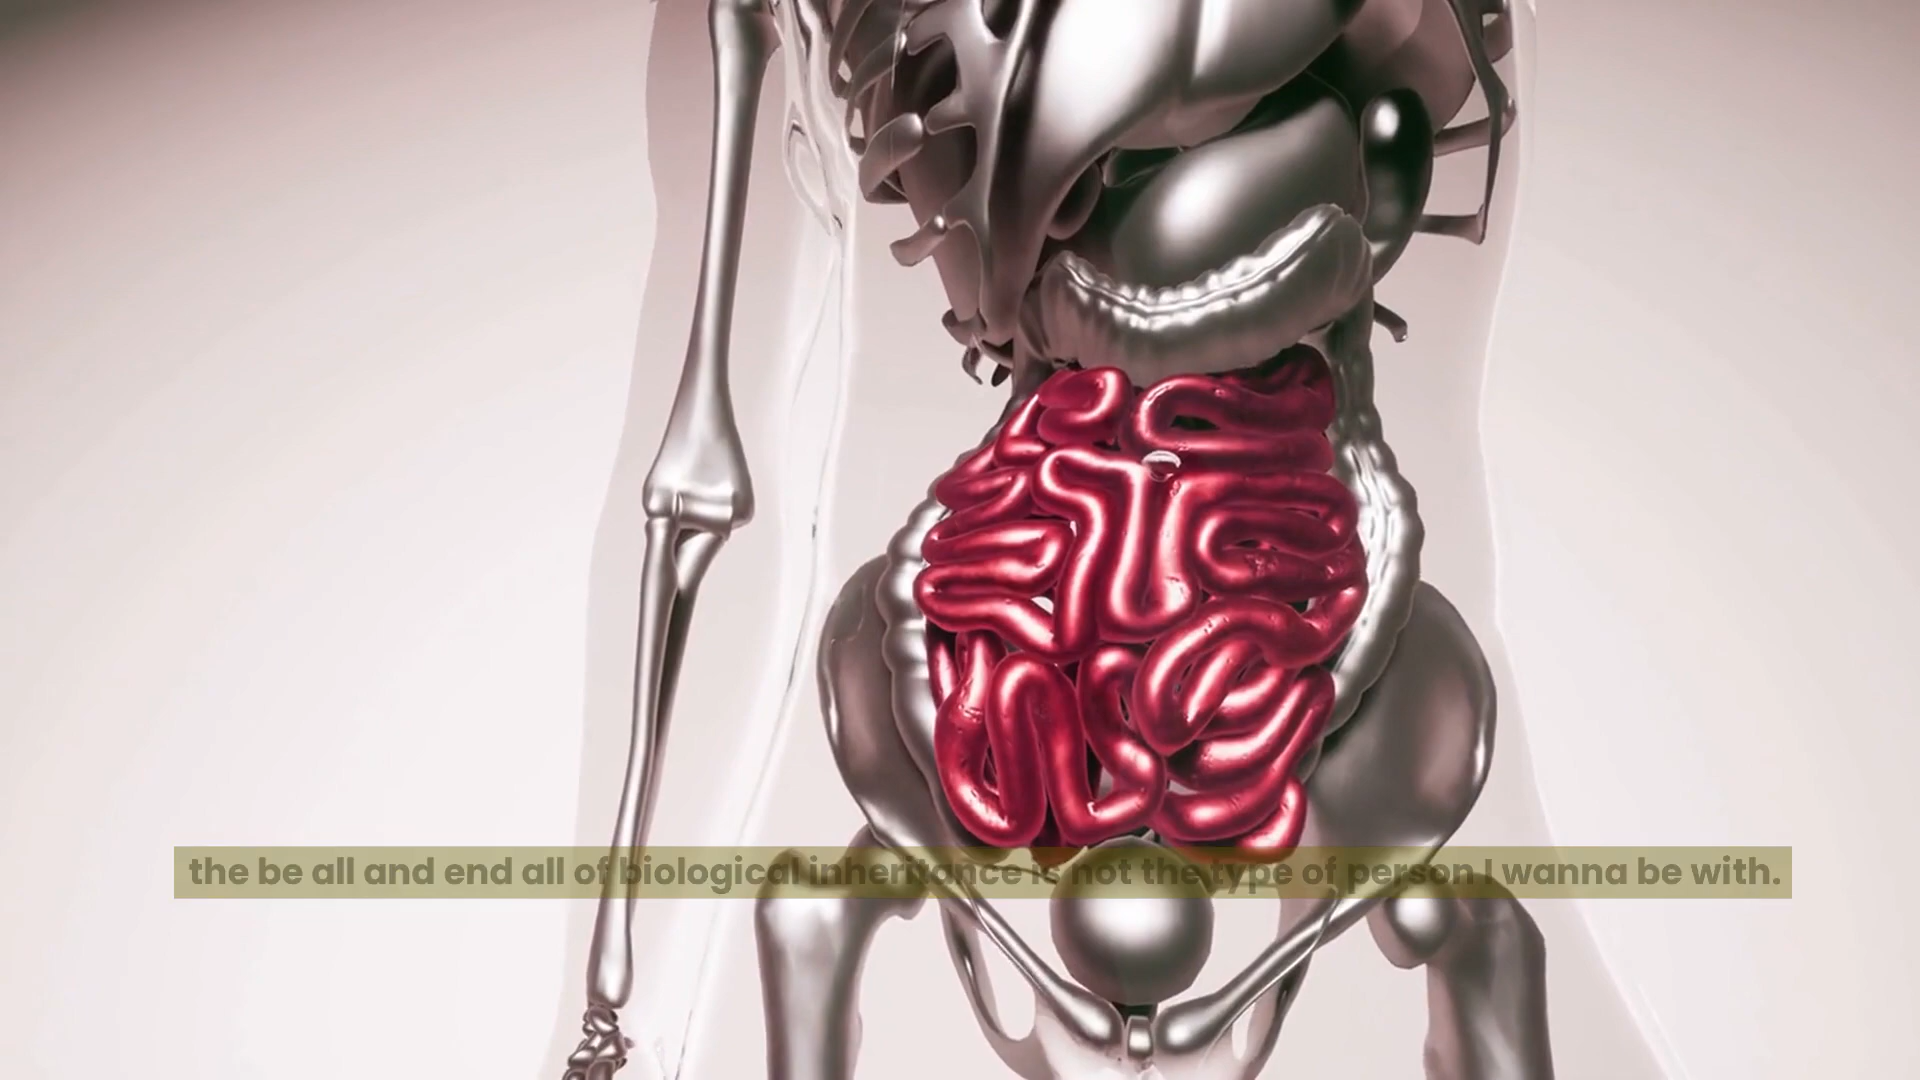 the be all and end all of biological inheritance is not the type of person I wanna be with.